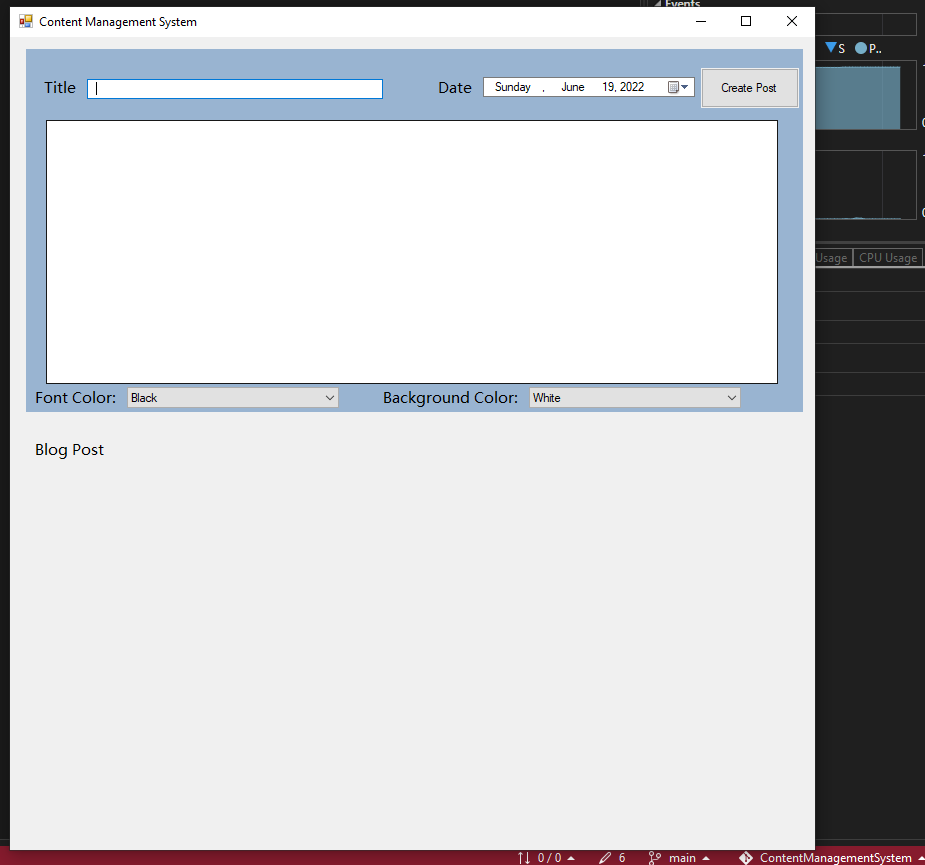 Events
Content Management System
S P..
Title Date Sunday , June 19, 2022 Create Post
Usage CPU Usage
Font Color: Black Background Color: White
Blog Post
0 / 0 6 main ContentManagementSystem